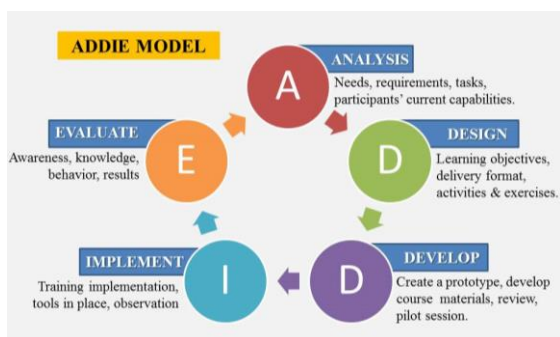 ADDIE MODEL
A
ANALYSIS
Needs, requirements, tasks,
participants' current capabilities.
D
DESIGN
Learning objectives,
delivery format,
activities & exercises.
D
DEVELOP
Create a prototype, develop
course materials, review,
pilot session.
I
IMPLEMENT
Training implementation,
tools in place, observation
E
EVALUATE
Awareness, knowledge,
behavior, results